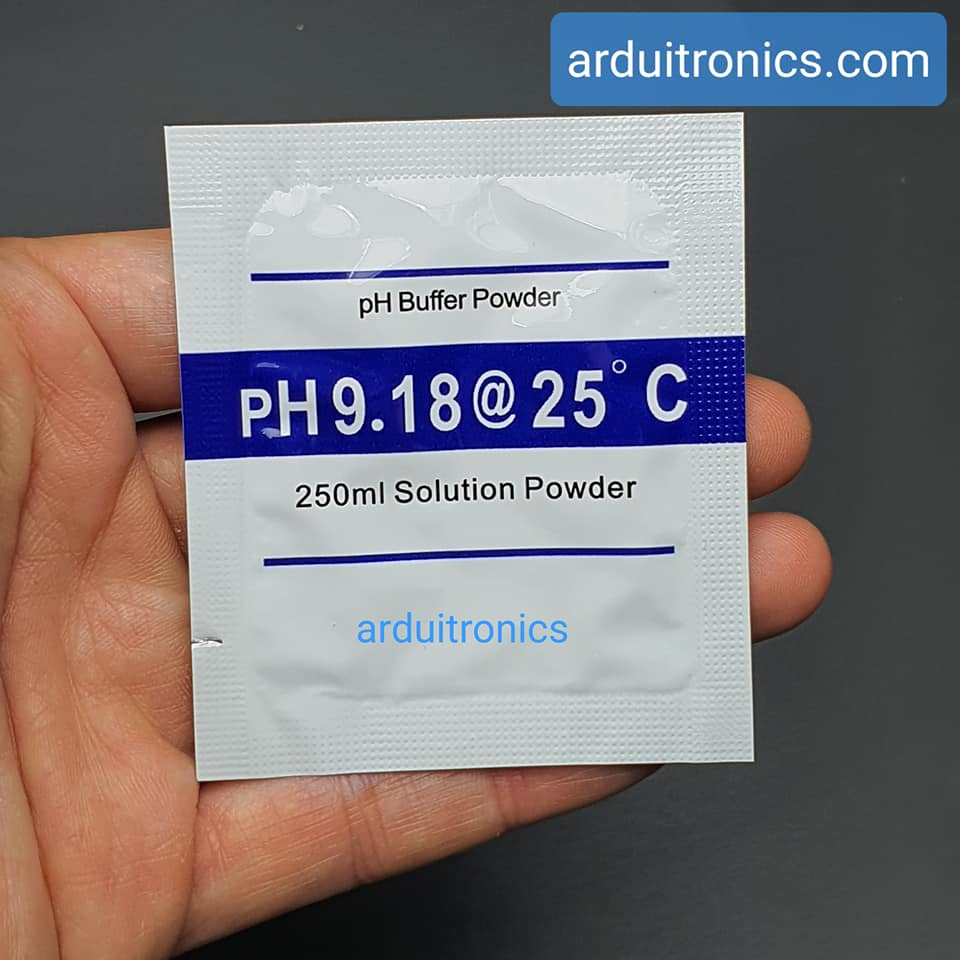 arduitronics.com
pH Buffer Powder
PH 9.18@ 25°C
250ml Solution Powder
arduitronics